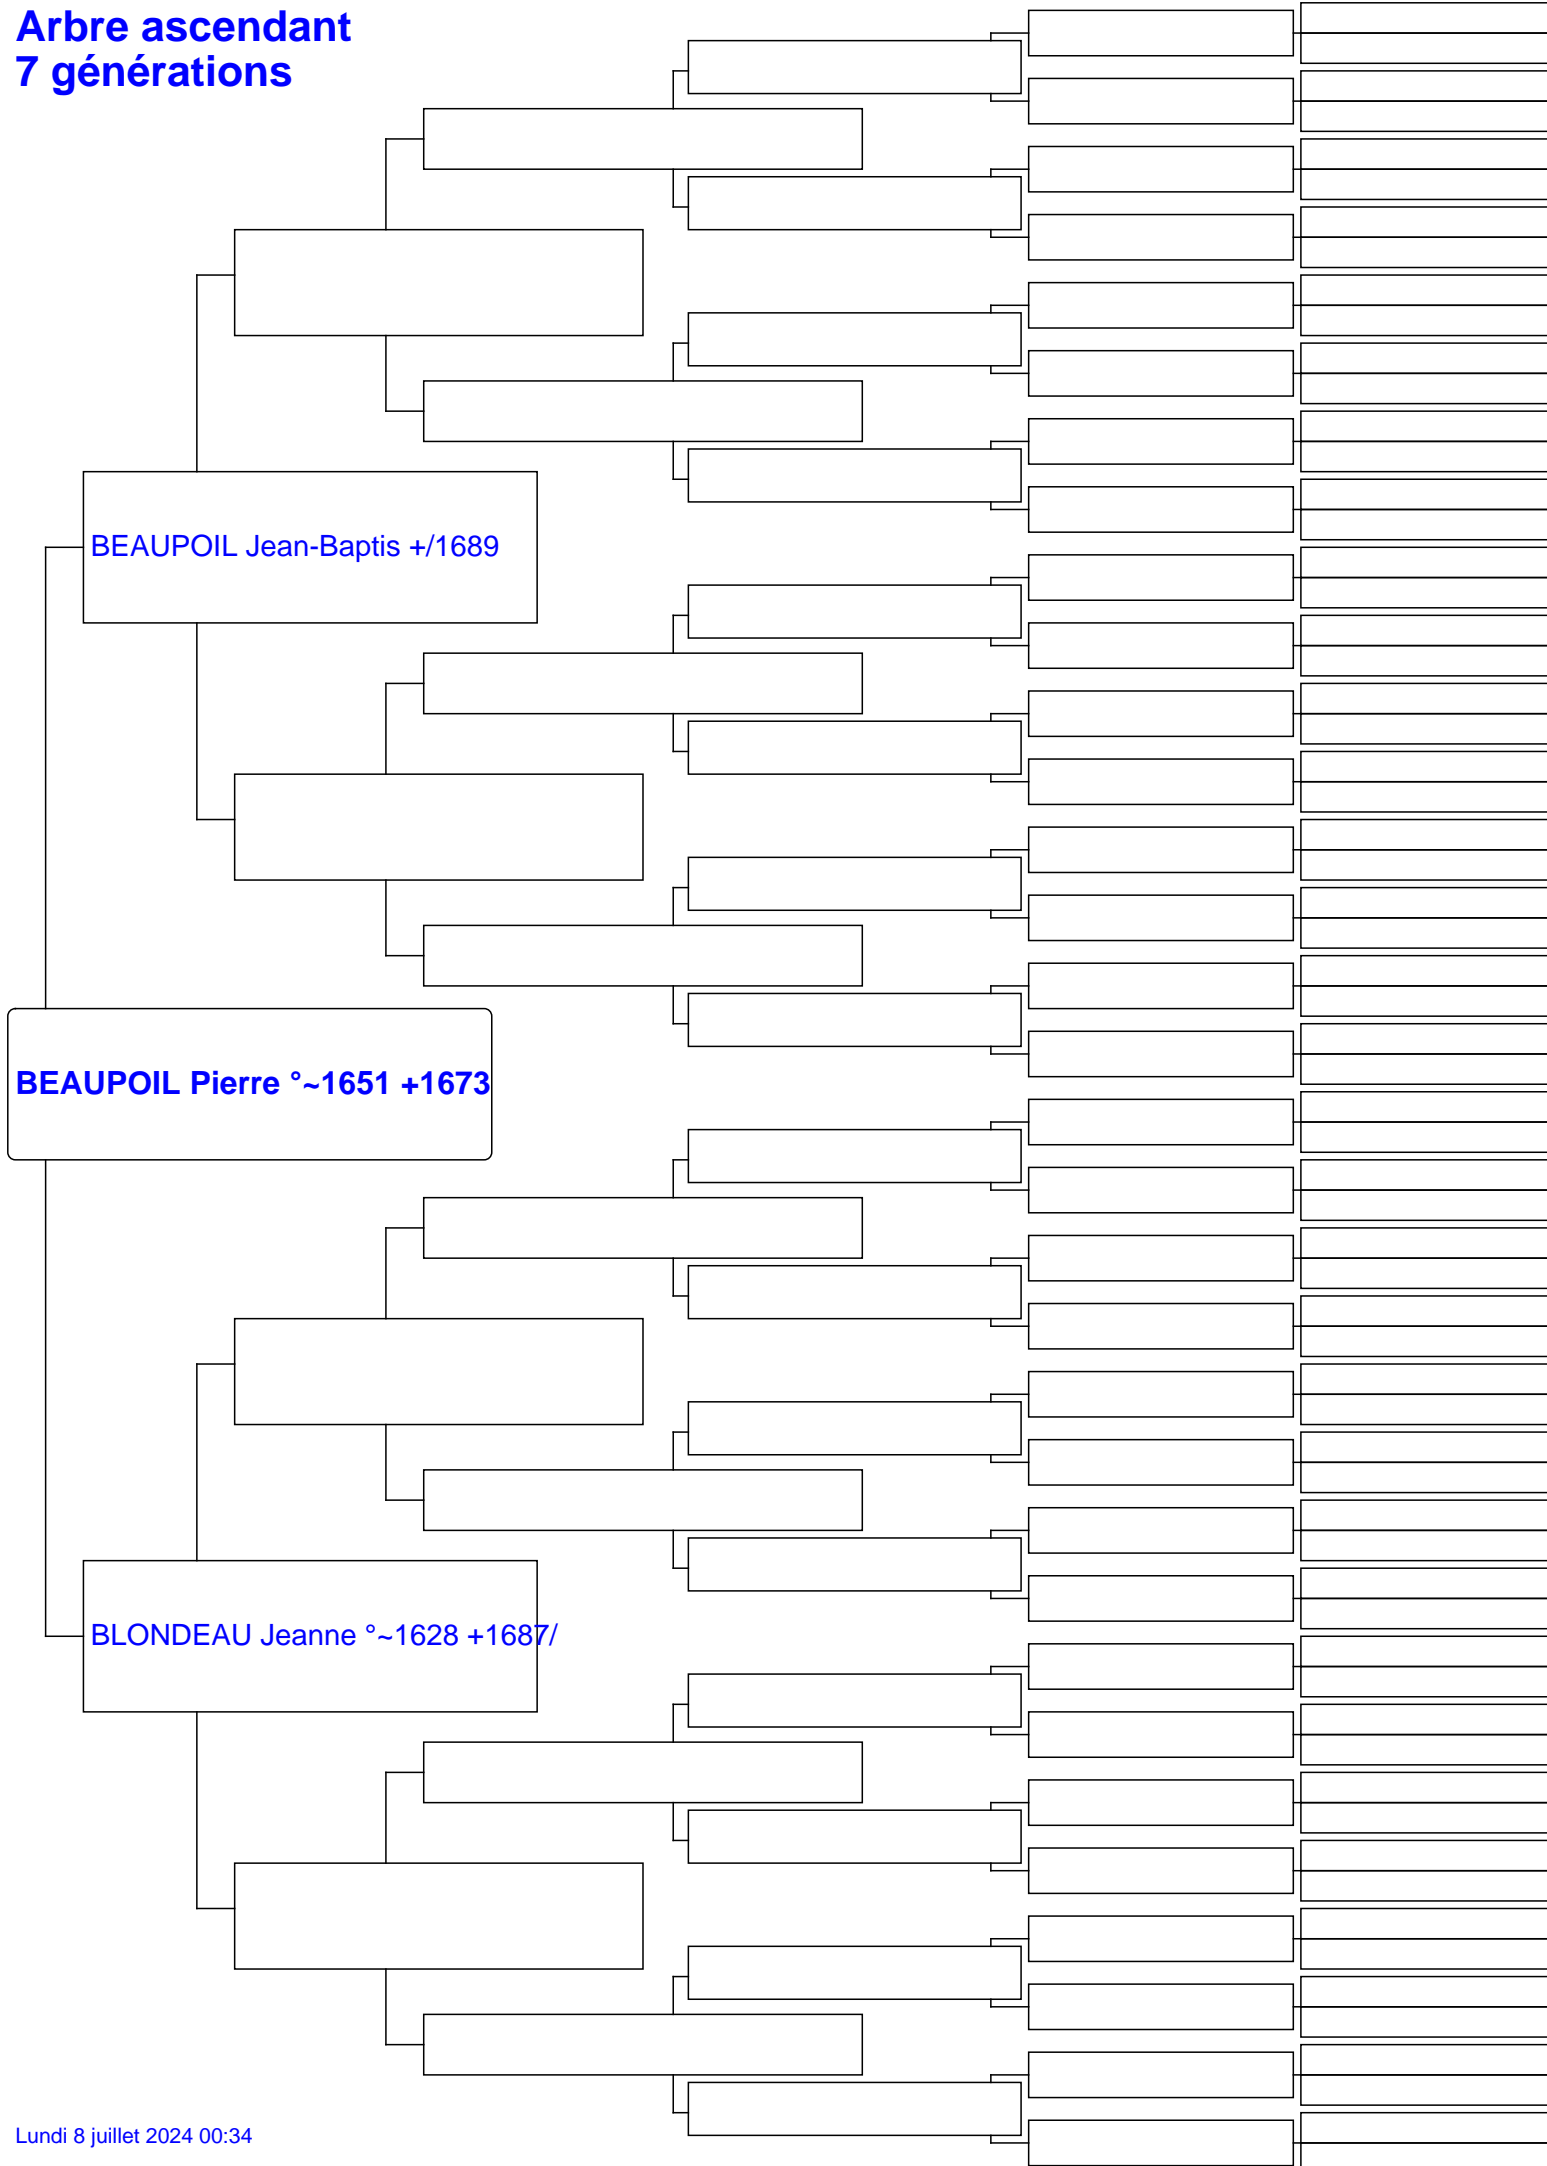 Arbre ascendant
7 générations
BEAUPOIL Jean-Baptis +/1689
BEAUPOIL Pierre °~1651 +1673
BLONDEAU Jeanne °~1628 +1687/
Lundi 8 juillet 2024 00:34